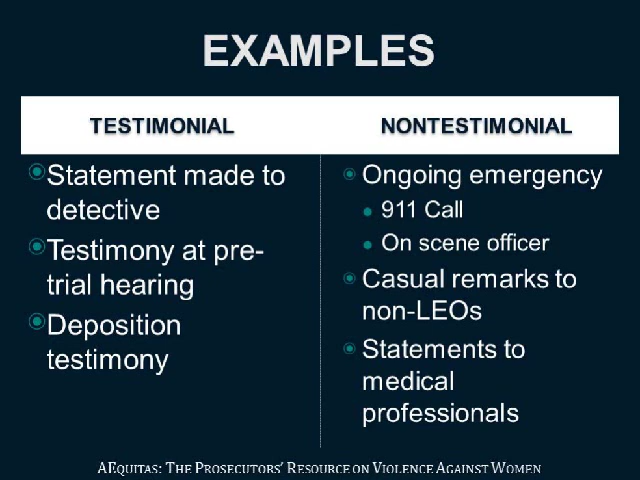 EXAMPLES
TESTIMONIAL
Statement made to
detective
Testimony at pre-
trial hearing
Deposition
testimony
NONTESTIMONIAL
Ongoing emergency
911 Call
On scene officer
Casual remarks to
non-LEOs
Statements to
medical
professionals
AEQUITAS: THE PROSECUTORS' RESOURCE ON VIOLENCE AGAINST WOMEN